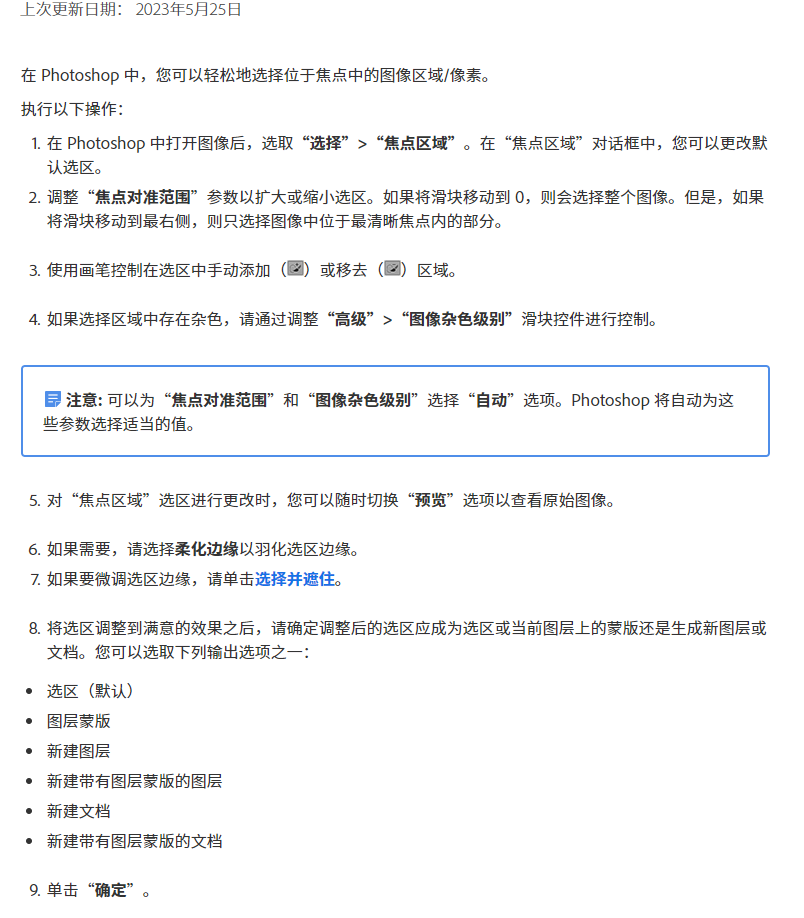 上次更新日期： 2023年5月25日
在 Photoshop 中，您可以轻松地选择位于焦点中的图像区域/像素。
执行以下操作：
1. 在 Photoshop 中打开图像后，选取“选择”>“焦点区域”。在“焦点区域”对话框中，您可以更改默
认选区。
2. 调整“焦点对准范围”参数以扩大或缩小选区。如果将滑块移动到 0，则会选择整个图像。但是，如果
将滑块移动到最右侧，则只选择图像中位于最清晰焦点内的部分。
3. 使用画笔控制在选区中手动添加（）或移去（）区域。
4. 如果选择区域中存在杂色，请通过调整“高级”>“图像杂色级别”滑块控件进行控制。
注意: 可以为“焦点对准范围”和“图像杂色级别”选择“自动”选项。Photoshop 将自动为这
些参数选择适当的值。
5. 对“焦点区域”选区进行更改时，您可以随时切换“预览”选项以查看原始图像。
6. 如果需要，请选择柔化边缘以羽化选区边缘。
7. 如果要微调选区边缘，请单击选择并遮住。
8. 将选区调整到满意的效果之后，请确定调整后的选区应成为选区或当前图层上的蒙版还是生成新图层或
文档。您可以选取下列输出选项之一：
• 选区（默认）
• 图层蒙版
• 新建图层
• 新建带有图层蒙版的图层
• 新建文档
• 新建带有图层蒙版的文档
9. 单击“确定”。